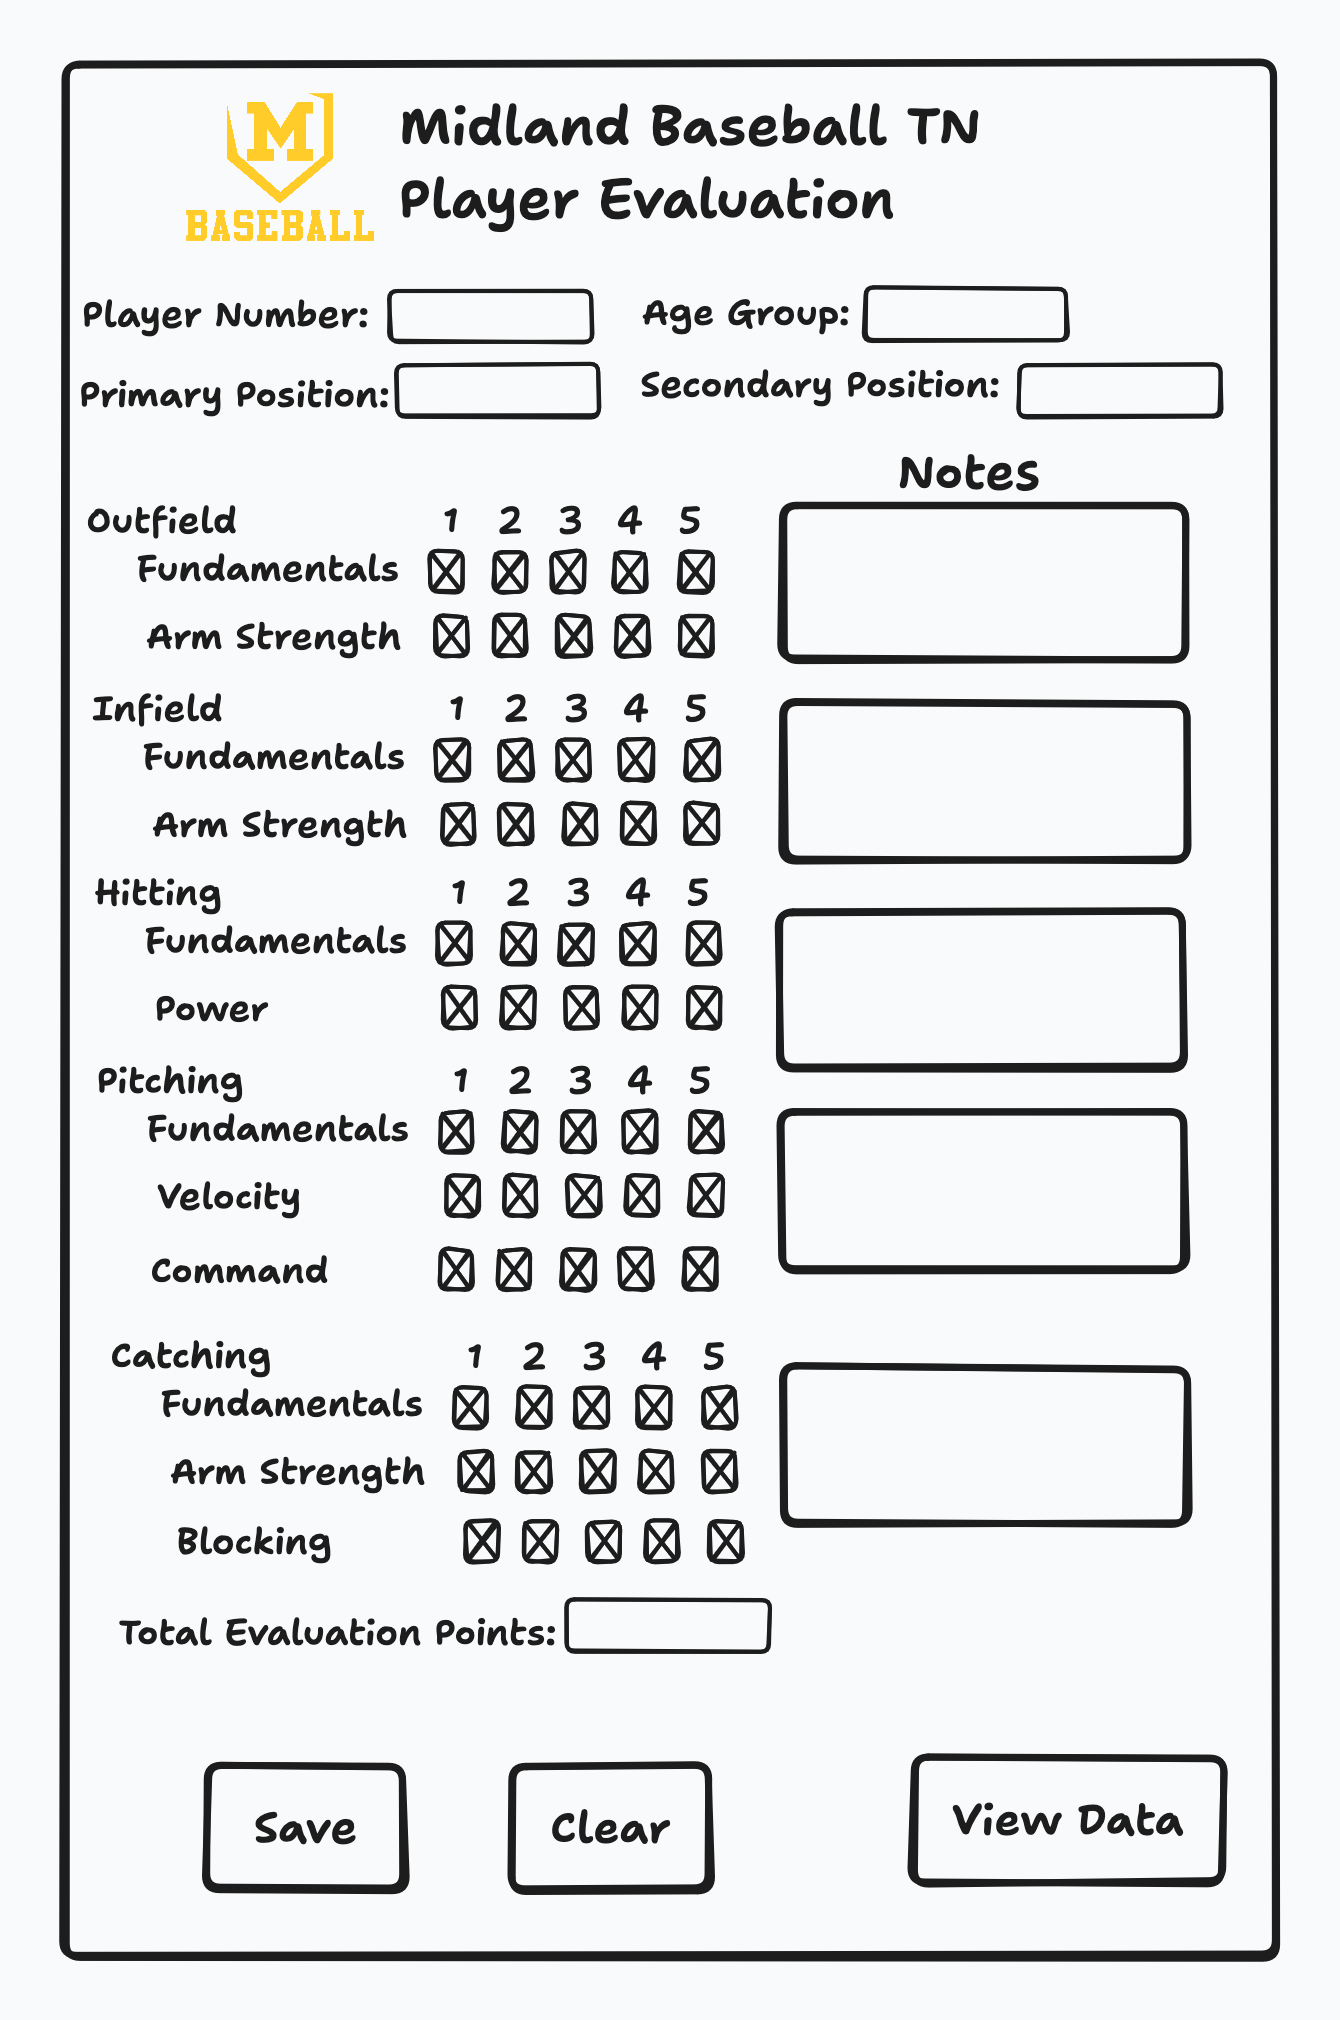 M
BASEBALL
Midland Baseball TN
Player Evaluation
Player Number:
Age Group:
Primary Position:
Secondary Position:
Notes
Outfield 1 2 3 4 5
Fundamentals
Arm Strength
Infield 1 2 3 4 5
Fundamentals
Arm Strength
Hitting 1 2 3 4 5
Fundamentals
Power
Pitching 1 2 3 4 5
Fundamentals
Velocity
Command
Catching 1 2 3 4 5
Fundamentals
Arm Strength
Blocking
Total Evaluation Points:
Save
Clear
View Data